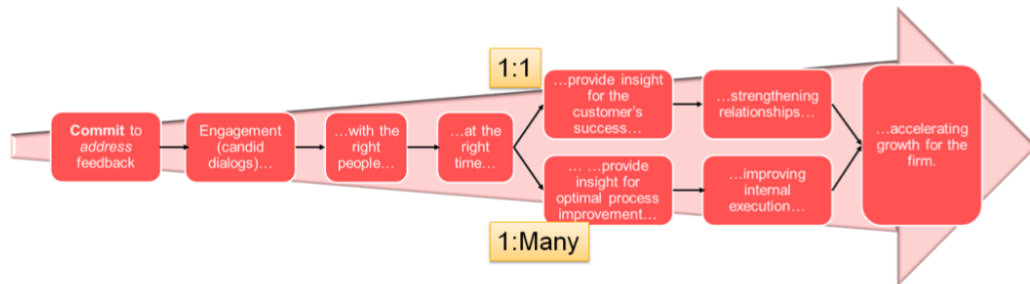 Commit to
address
feedback
Engagement
(candid
dialogs)…
…with the
right
people…
…at the
right
time…
1:1
…provide insight
for the
customer's
success…
…strengthening
relationships…
… …provide
insight for
optimal process
improvement…
1:Many
…improving
internal
execution…
…accelerating
growth for the
firm.